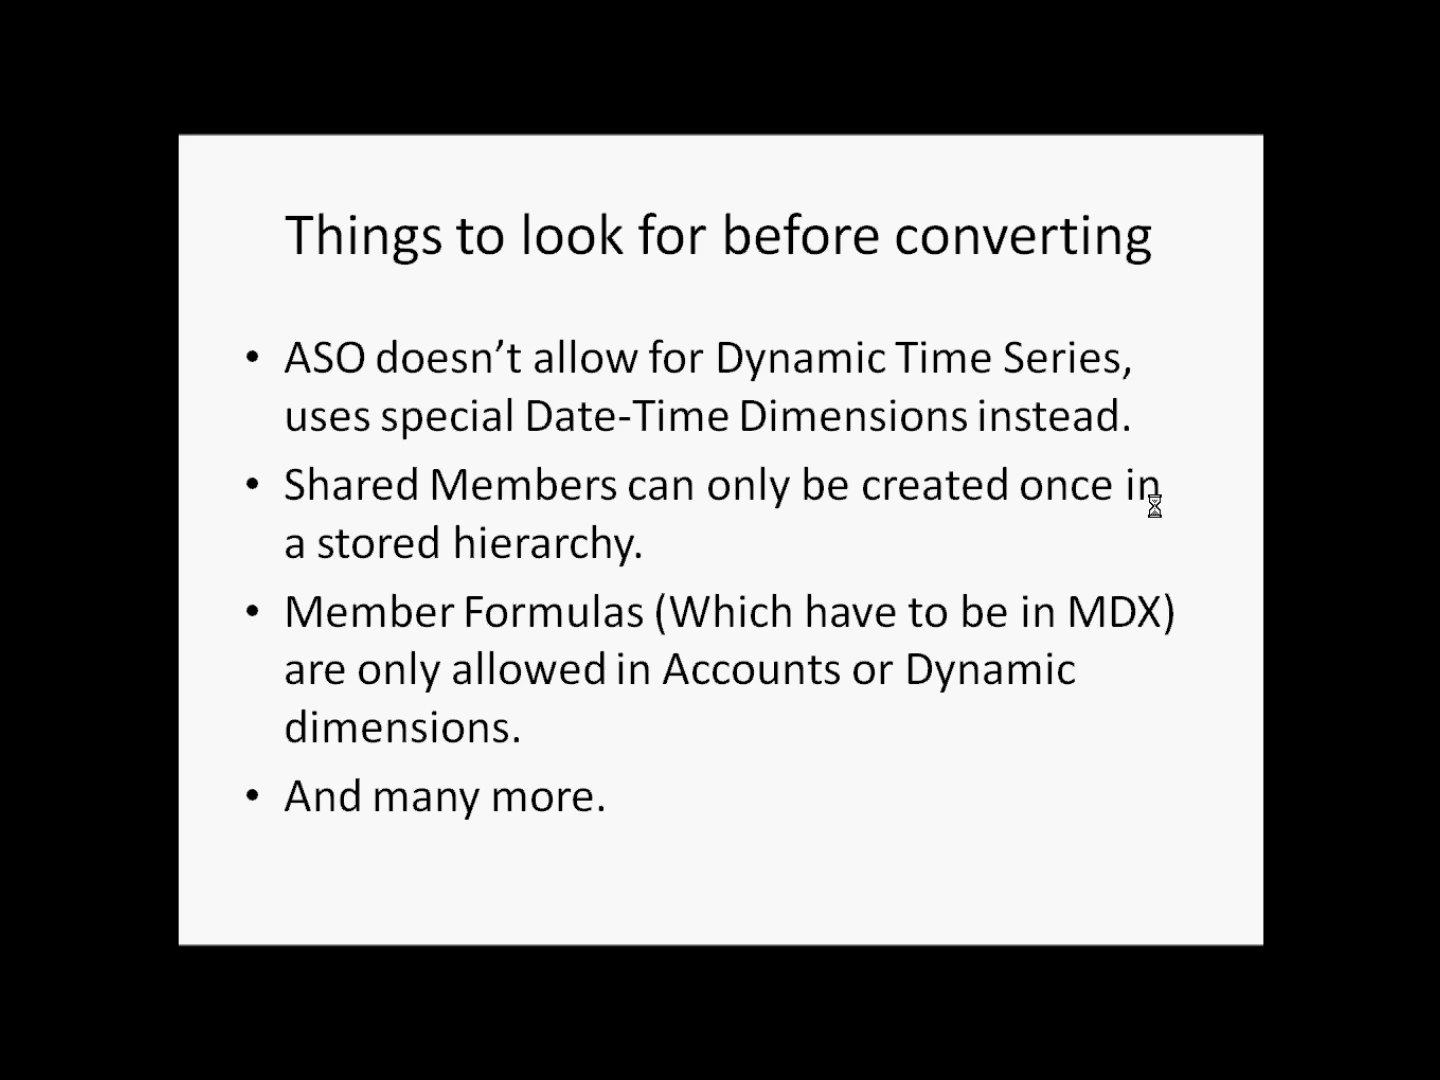 Things to look for before converting
• ASO doesn’t allow for Dynamic Time Series,
uses special Date-Time Dimensions instead.
• Shared Members can only be created once in
a stored hierarchy.
• Member Formulas (Which have to be in MDX)
are only allowed in Accounts or Dynamic
dimensions.
• And many more.